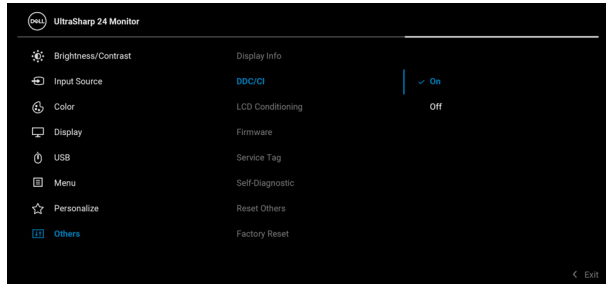 DELL UltraSharp 24 Monitor
Brightness/Contrast Display Info
Input Source DDC/CI ✓ On
Color LCD Conditioning Off
Display Firmware
USB Service Tag
Menu Self-Diagnostic
Personalize Reset Others
Others Factory Reset
< Exit